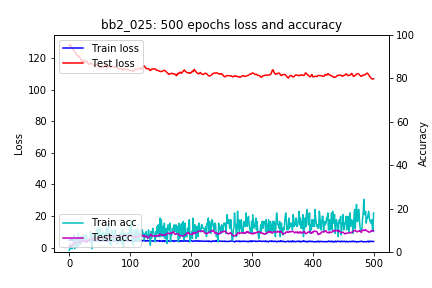 bb2_025: 500 epochs loss and accuracy
Train loss
Test loss
Train acc
Test acc
Loss
Accuracy
0
20
40
60
80
100
120
0
20
40
60
80
100
0
100
200
300
400
500